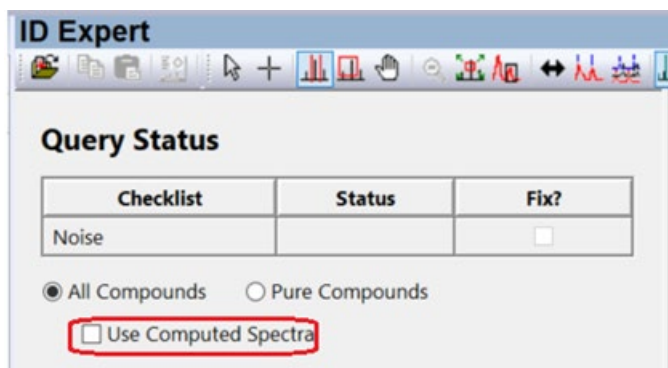 ID Expert
Query Status
Checklist Status Fix?
Noise
All Compounds Pure Compounds
Use Computed Spectra